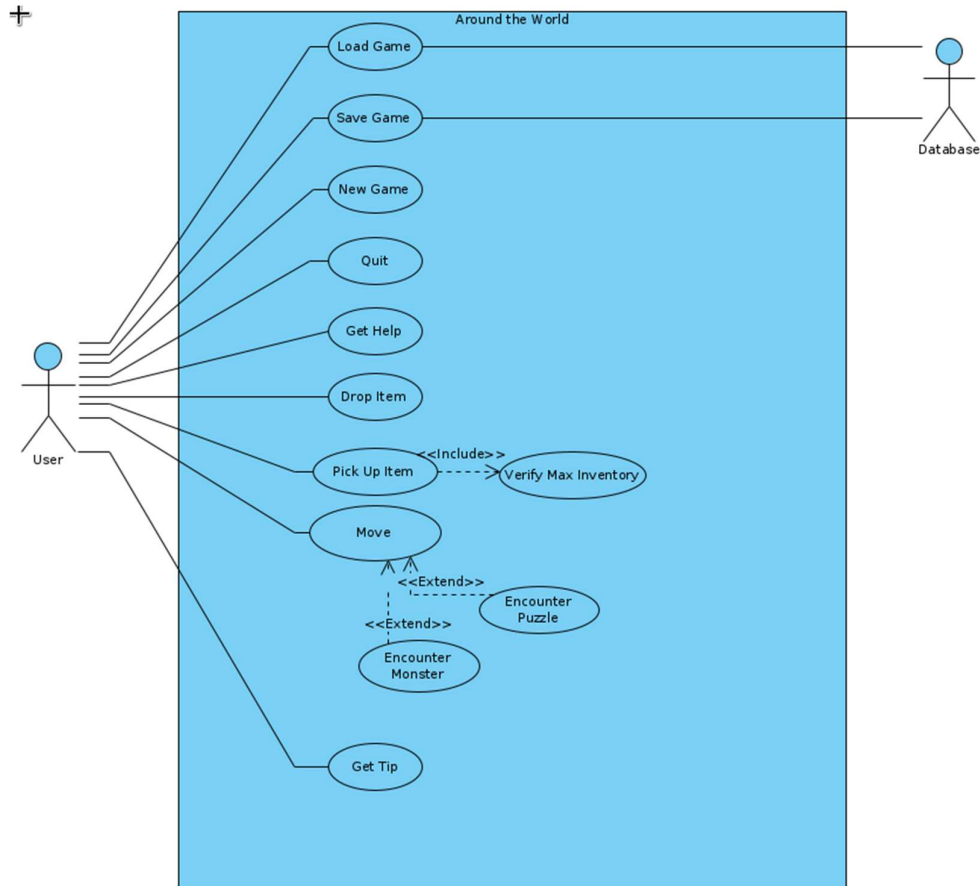 Around the World
Load Game
Save Game
Database
New Game
Quit
Get Help
Drop Item
User
<<Include>>
Pick Up Item
Verify Max Inventory
Move
<<Extend>>
Encounter
Puzzle
<<Extend>>
Encounter
Monster
Get Tip